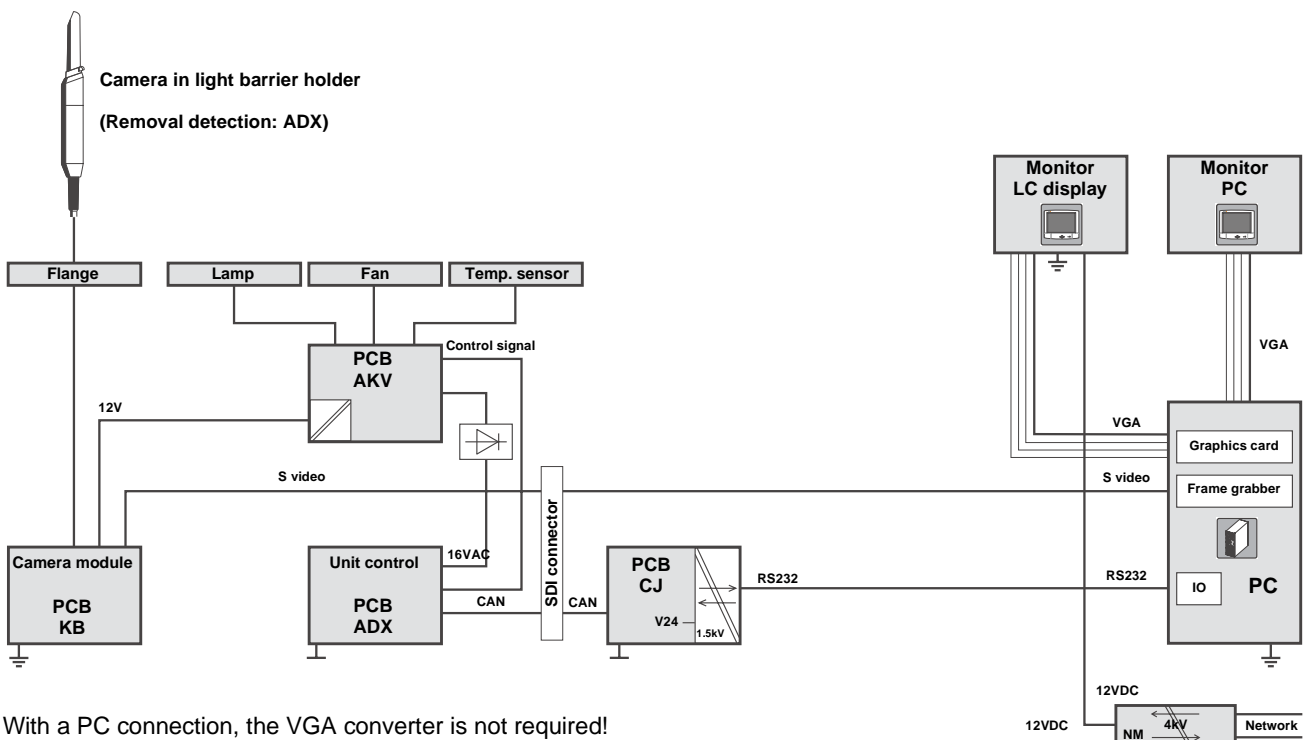 Camera in light barrier holder
(Removal detection: ADX)
Monitor
LC display
Monitor
PC
Flange
Lamp
Fan
Temp. sensor
Control signal
PCB
AKV
VGA
12V
VGA
Graphics card
S video
S video
Frame grabber
SDI connector
Camera module
PCB
KB
Unit control
PCB
ADX
16VAC
CAN
CAN
PCB
CJ
V24
1.5kV
RS232
RS232
IO
PC
12VDC
With a PC connection, the VGA converter is not required!
12VDC
NM
4kV
Network